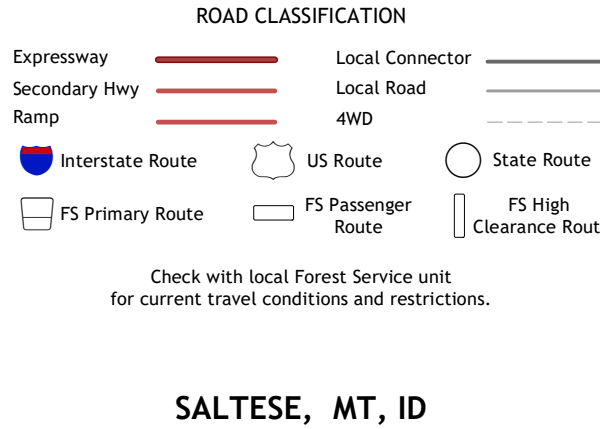 ROAD CLASSIFICATION
Expressway
Local Connector
Secondary Hwy
Local Road
Ramp
4WD
Interstate Route
US Route
State Route
FS Primary Route
FS Passenger
Route
FS High
Clearance Rout
Check with local Forest Service unit
for current travel conditions and restrictions.
SALTESE, MT, ID